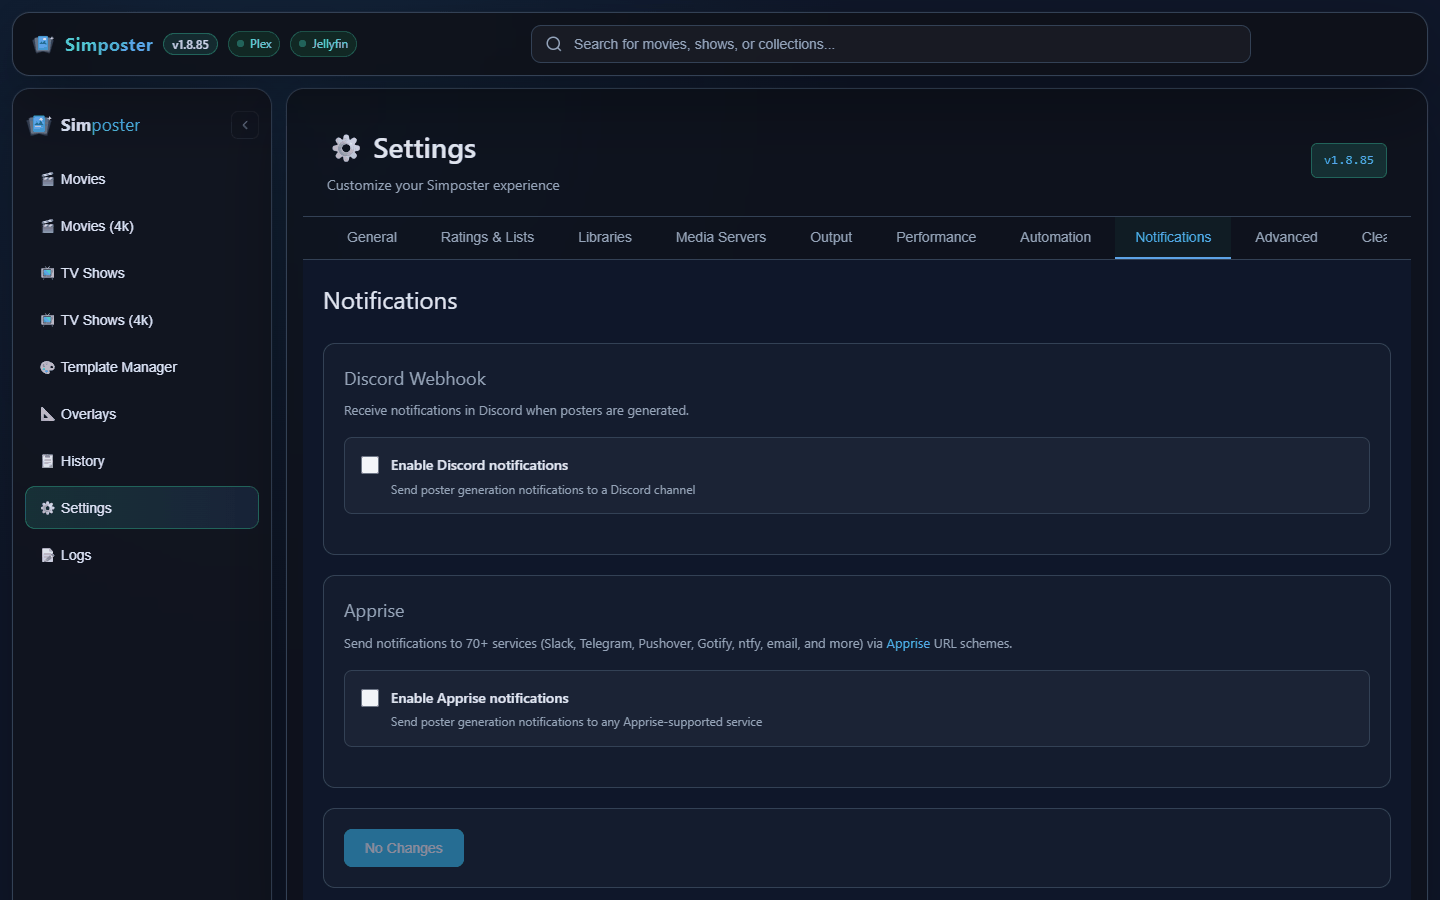 Simposter v1.8.85 Plex Jellyfin Search for movies, shows, or collections...
Simposter
Movies
Movies (4k)
TV Shows
TV Shows (4k)
Template Manager
Overlays
History
Settings
Logs
Settings
Customize your Simposter experience
v1.8.85
General Ratings & Lists Libraries Media Servers Output Performance Automation Notifications Advanced Clea
Notifications
Discord Webhook
Receive notifications in Discord when posters are generated.
Enable Discord notifications
Send poster generation notifications to a Discord channel
Apprise
Send notifications to 70+ services (Slack, Telegram, Pushover, Gotify, ntfy, email, and more) via Apprise URL schemes.
Enable Apprise notifications
Send poster generation notifications to any Apprise-supported service
No Changes